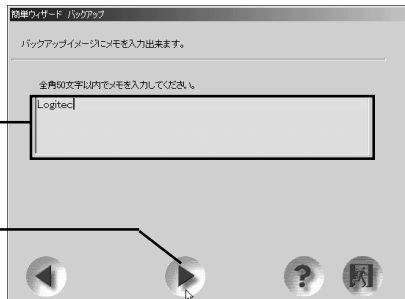 簡単ウィザード バックアップ
バックアップイメージにメモを入力出来ます。
全角50文字以内でメモを入力してください。
Logitec
?